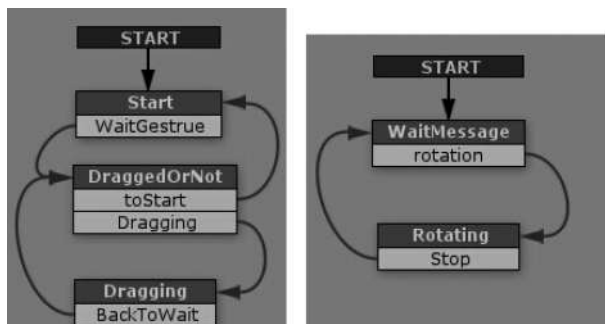 START
Start
WaitGestrue
DraggedOrNot
toStart
Dragging
Dragging
BackToWait
START
WaitMessage
rotation
Rotating
Stop